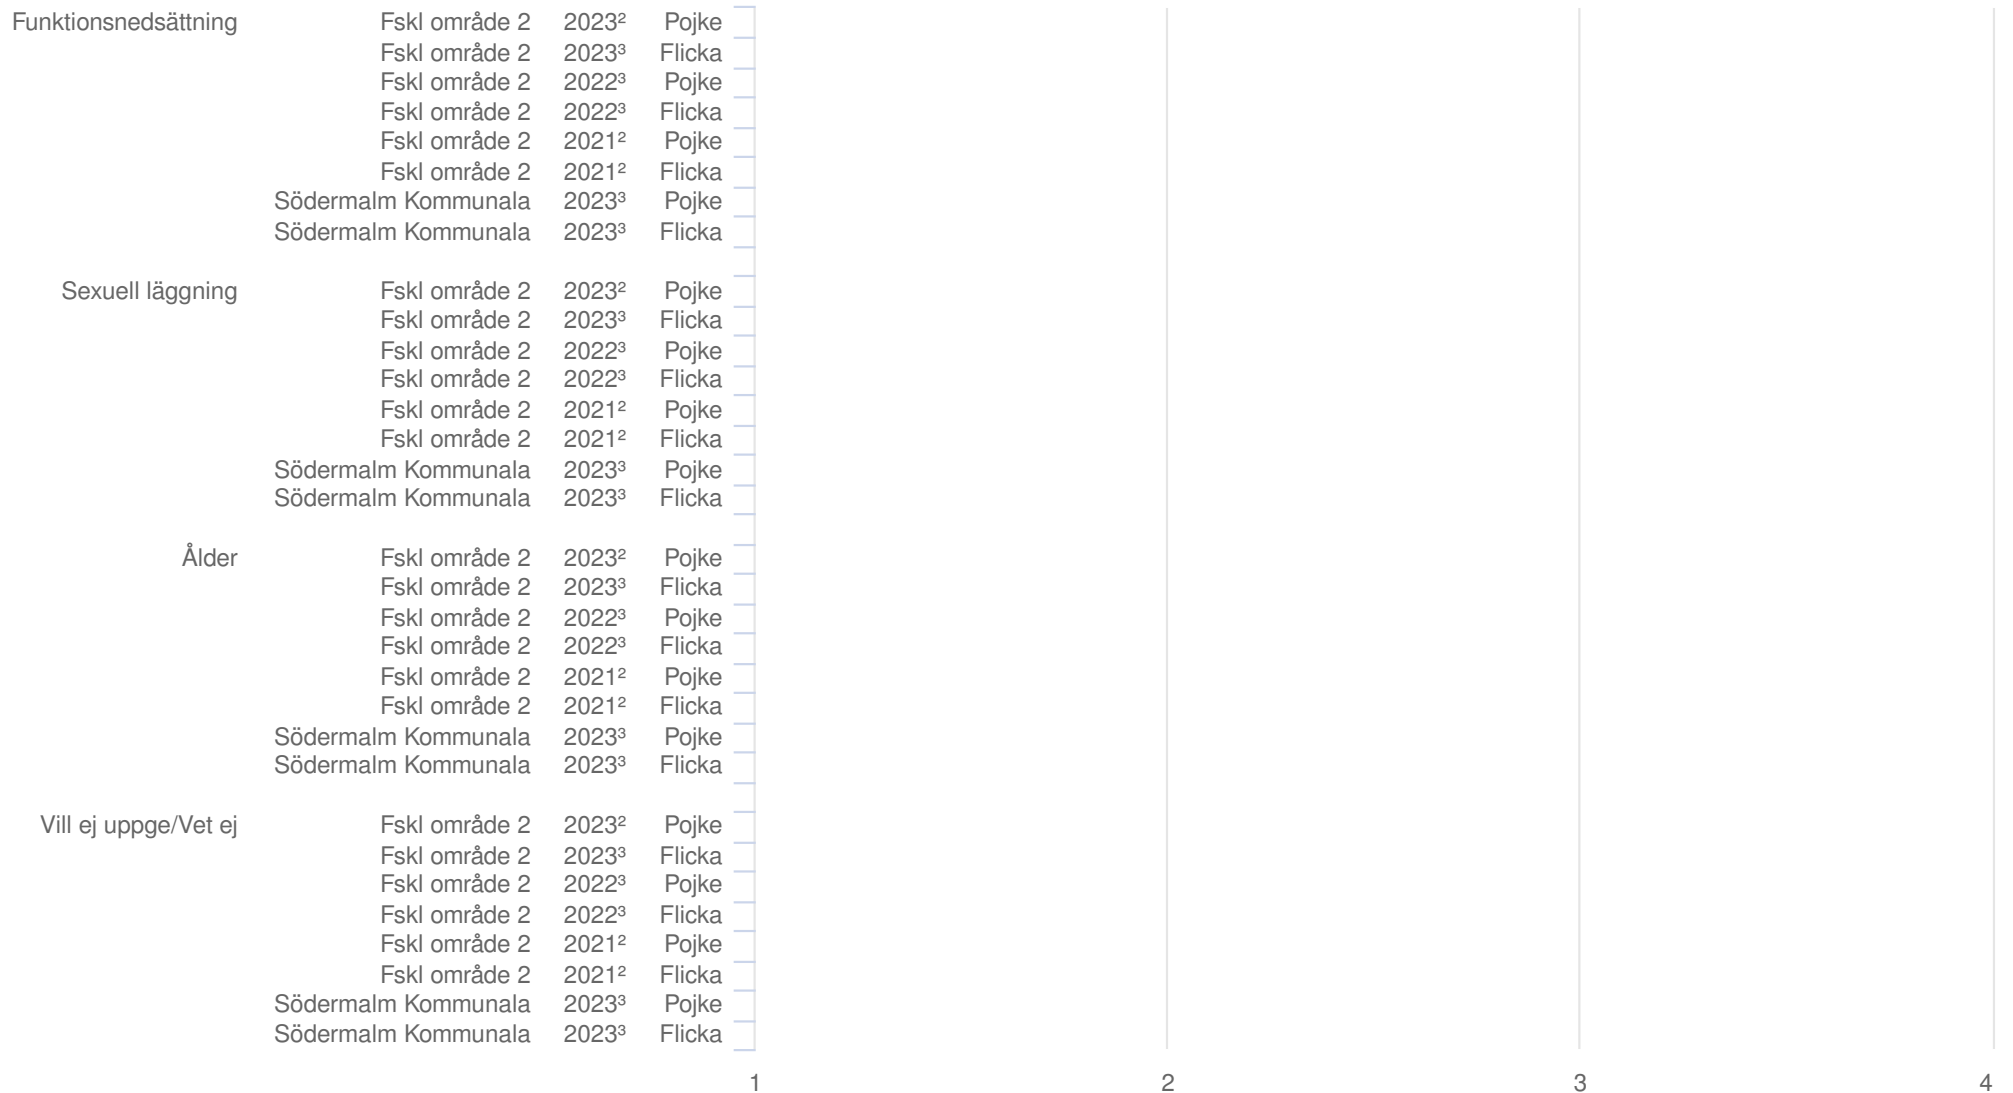 Funktionsnedsättning Fskl område 2 2023² Pojke
Fskl område 2 2023³ Flicka
Fskl område 2 2022³ Pojke
Fskl område 2 2022³ Flicka
Fskl område 2 2021² Pojke
Fskl område 2 2021² Flicka
Södermalm Kommunala 2023³ Pojke
Södermalm Kommunala 2023³ Flicka
Sexuell läggning Fskl område 2 2023² Pojke
Fskl område 2 2023³ Flicka
Fskl område 2 2022³ Pojke
Fskl område 2 2022³ Flicka
Fskl område 2 2021² Pojke
Fskl område 2 2021² Flicka
Södermalm Kommunala 2023³ Pojke
Södermalm Kommunala 2023³ Flicka
Ålder Fskl område 2 2023² Pojke
Fskl område 2 2023³ Flicka
Fskl område 2 2022³ Pojke
Fskl område 2 2022³ Flicka
Fskl område 2 2021² Pojke
Fskl område 2 2021² Flicka
Södermalm Kommunala 2023³ Pojke
Södermalm Kommunala 2023³ Flicka
Vill ej uppge/Vet ej Fskl område 2 2023² Pojke
Fskl område 2 2023³ Flicka
Fskl område 2 2022³ Pojke
Fskl område 2 2022³ Flicka
Fskl område 2 2021² Pojke
Fskl område 2 2021² Flicka
Södermalm Kommunala 2023³ Pojke
Södermalm Kommunala 2023³ Flicka
1 2 3 4